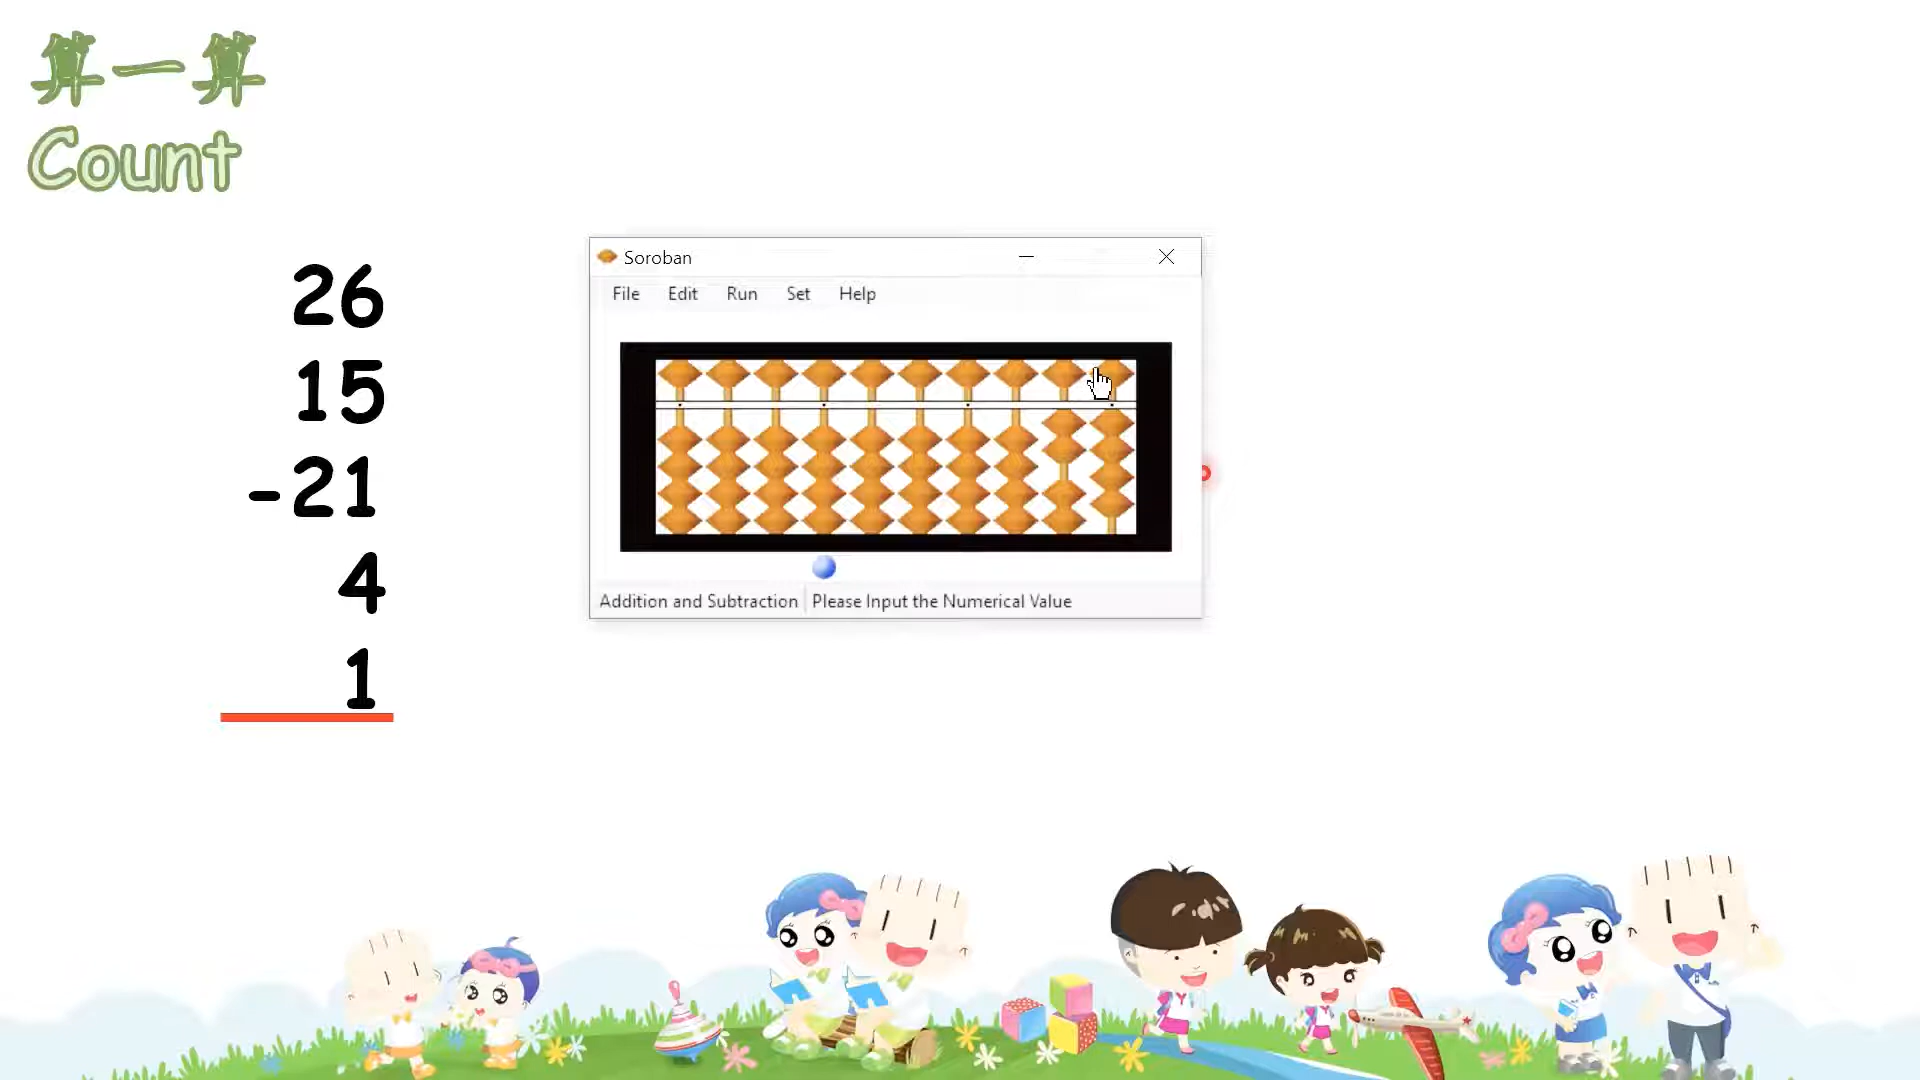 算一算
Count
26
15
-21
4
1
Soroban
File Edit Run Set Help
Addition and Subtraction Please Input the Numerical Value